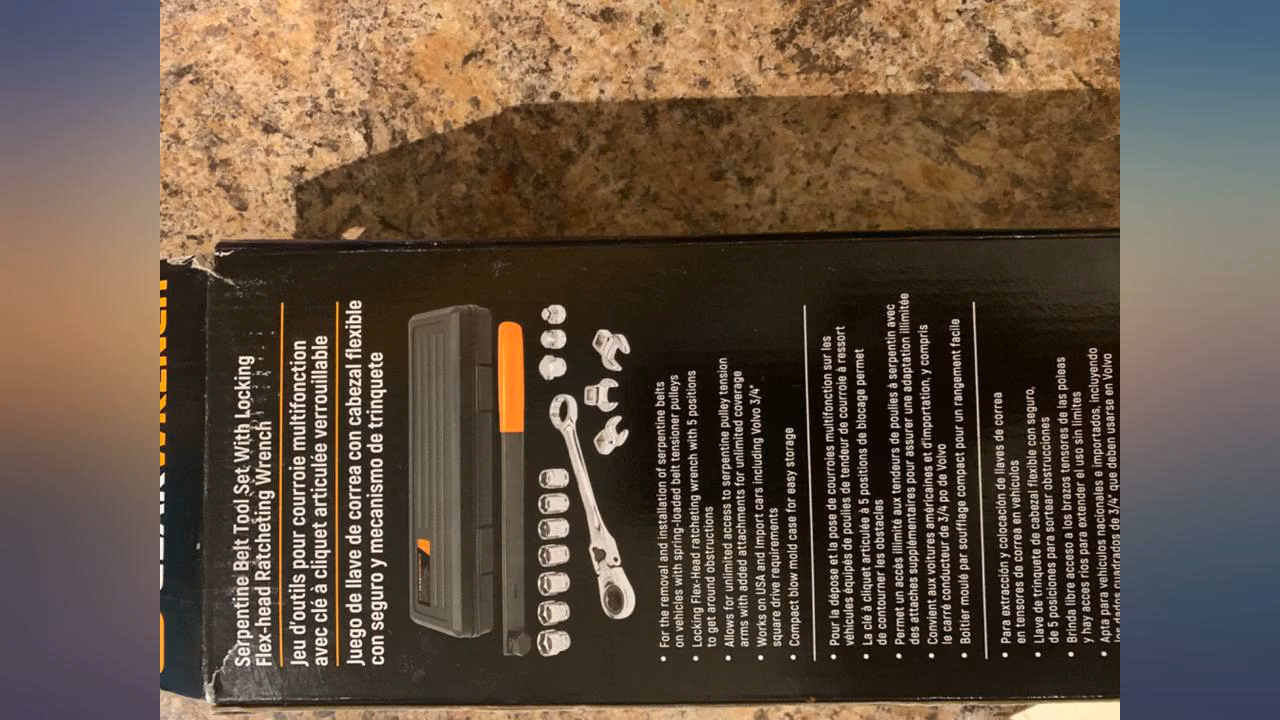 GEARWRENCH
Serpentine Belt Tool Set With Locking
Flex-head Ratcheting Wrench
Jeu d'outils pour courroie multifonction
avec clé à cliquet articulée verrouillable
Juego de llave de correa con cabezal flexible
con seguro y mecanismo de trinquete
• For the removal and installation of serpentine belts
on vehicles with spring-loaded belt tensioner pulleys
• Locking Flex-Head ratcheting wrench with 5 positions
to get around obstructions
• Allows for unlimited access to serpentine pulley tension
arms with added attachments for unlimited coverage
• Works on USA and Import cars including Volvo 3/4"
square drive requirements
• Compact blow mold case for easy storage
• Pour la dépose et la pose de courroies multifonction sur les
véhicules équipés de poulies de tendeur de courroie à ressort
• La clé à cliquet articulée à 5 positions de blocage permet
de contourner les obstacles
• Permet un accès illimité aux tendeurs de poulies à serpentin avec
des attaches supplémentaires pour assurer une adaptation illimitée
• Convient aux voitures américaines et d'importation, y compris
le carré conducteur de 3/4 po de Volvo
• Boîtier moulé par soufflage compact pour un rangement facile
• Para extracción y colocación de llaves de correa
en tensores de correa en vehículos
• Llave de trinquete de cabezal flexible con seguro,
de 5 posiciones para sortear obstrucciones
• Brinda libre acceso a los brazos tensores de las poleas
y hay accesorios para extender el uso sin límites
• Apta para vehículos nacionales e importados, incluyendo
los dados cuadrados de 3/4" que deben usarse en Volvo